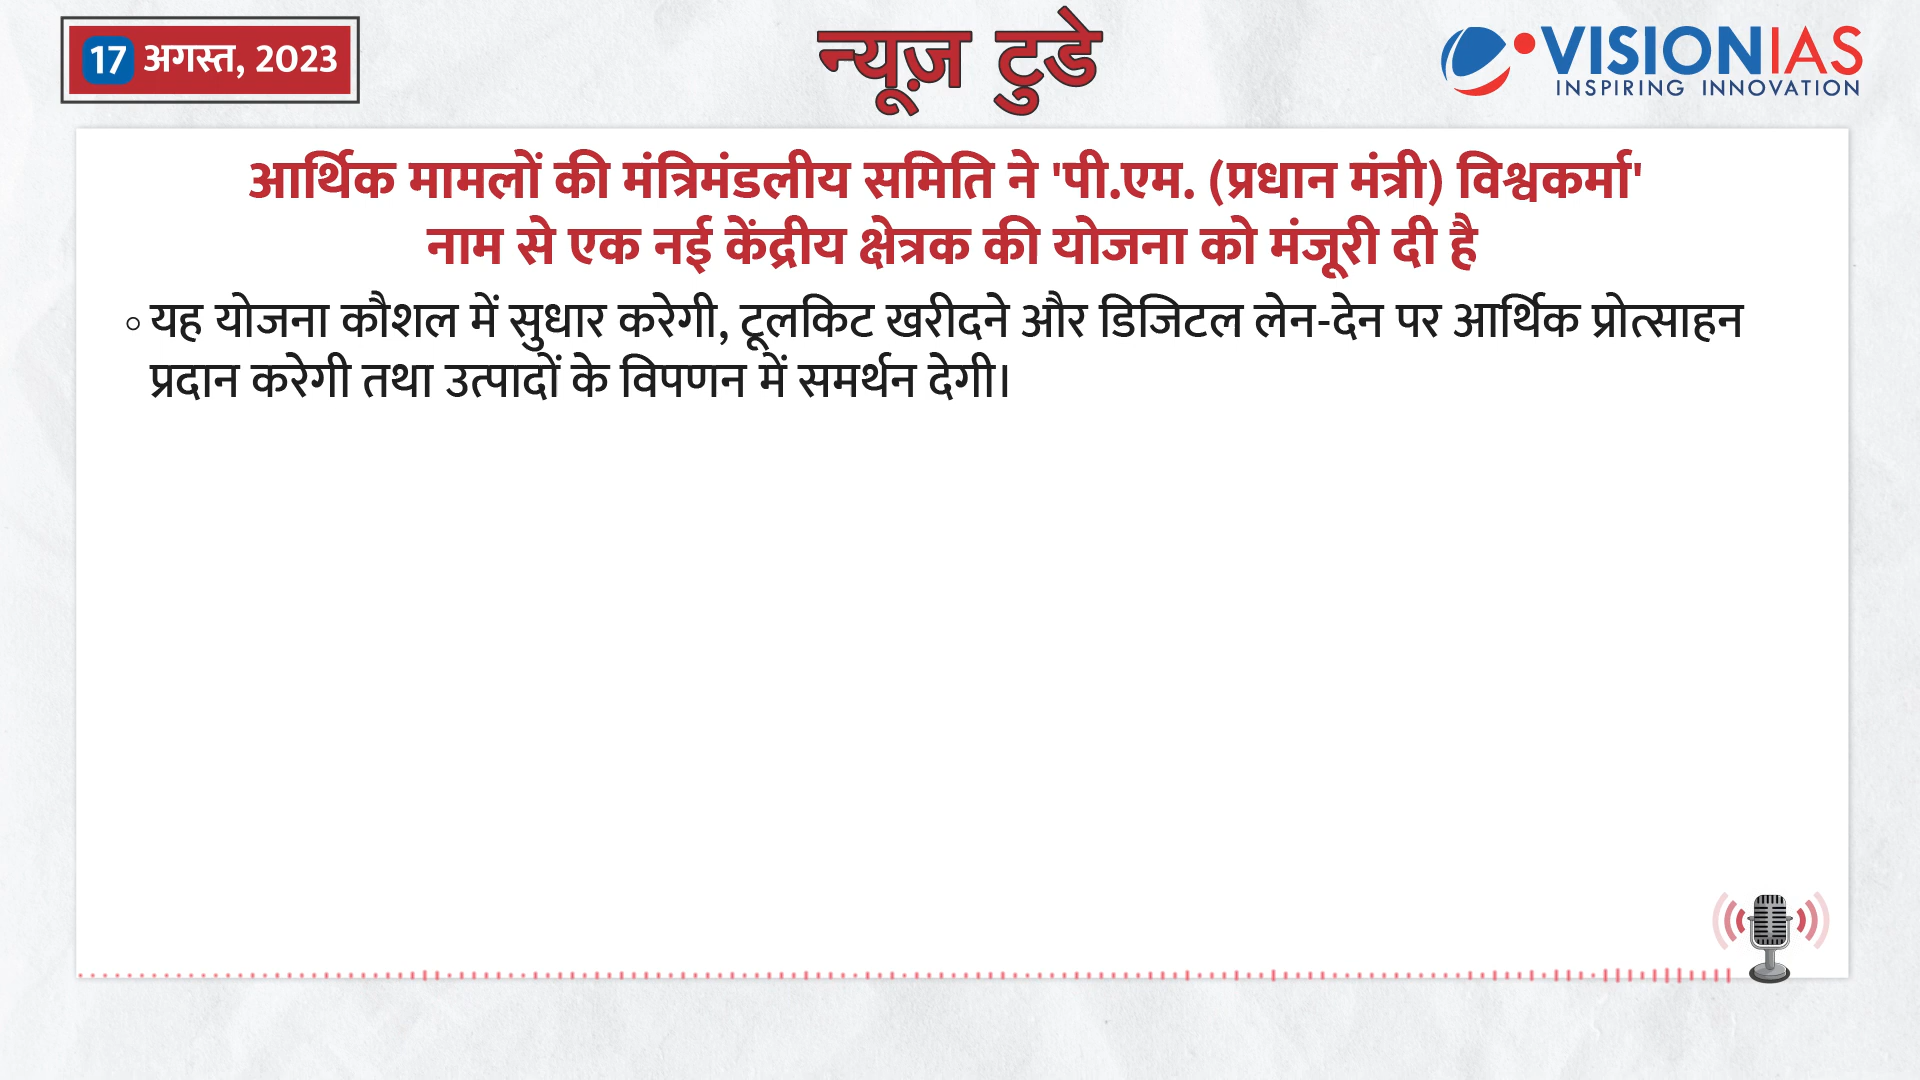 17 अगस्त, 2023
न्यूज़ टुडे
VISIONIAS
INSPIRING INNOVATION
आर्थिक मामलों की मंत्रिमंडलीय समिति ने 'पी.एम. (प्रधान मंत्री) विश्वकर्मा'
नाम से एक नई केंद्रीय क्षेत्रक की योजना को मंजूरी दी है
◦ यह योजना कौशल में सुधार करेगी, टूलकिट खरीदने और डिजिटल लेन-देन पर आर्थिक प्रोत्साहन
प्रदान करेगी तथा उत्पादों के विपणन में समर्थन देगी।